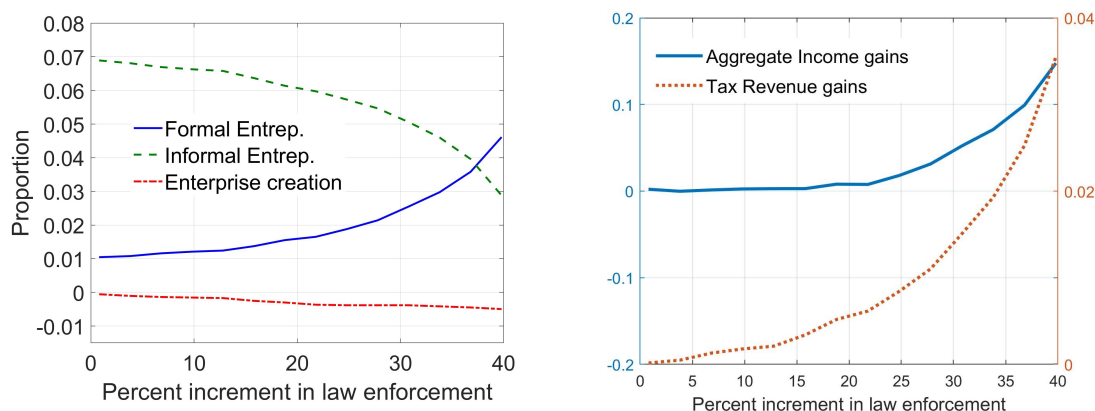 0.08
0.07
0.06
0.05
0.04
0.03
0.02
0.01
0
-0.01
Proportion
Formal Entrep.
Informal Entrep.
Enterprise creation
0 10 20 30 40
Percent increment in law enforcement
0.2
0.1
0
-0.1
-0.2
Aggregate Income gains
Tax Revenue gains
0.04
0.02
0
0 5 10 15 20 25 30 35 40
Percent increment in law enforcement